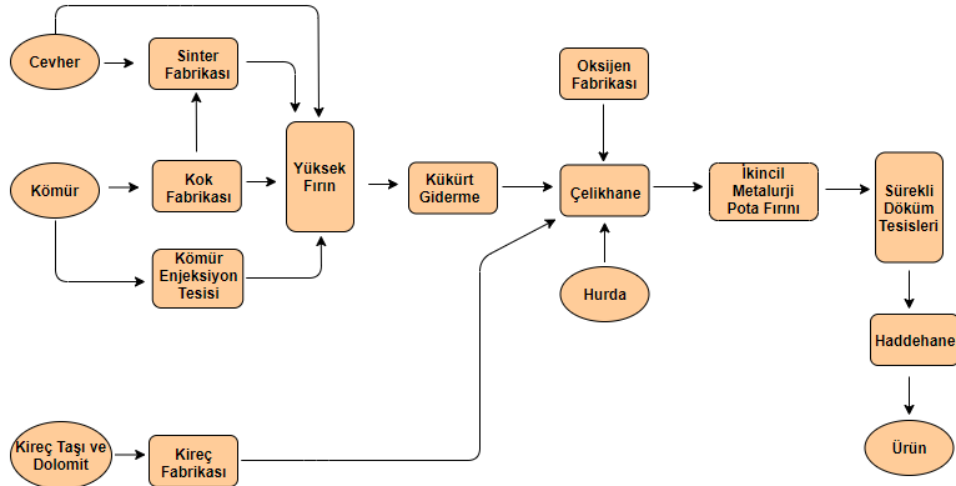 Cevher
Sinter
Fabrikası
Oksijen
Fabrikası
Kömür
Kok
Fabrikası
Yüksek
Fırın
Kükürt
Giderme
Çelikhane
İkincil
Metalurji
Pota Fırını
Sürekli
Döküm
Tesisleri
Kömür
Enjeksiyon
Tesisi
Hurda
Haddehane
Kireç Taşı ve
Dolomit
Kireç
Fabrikası
Ürün